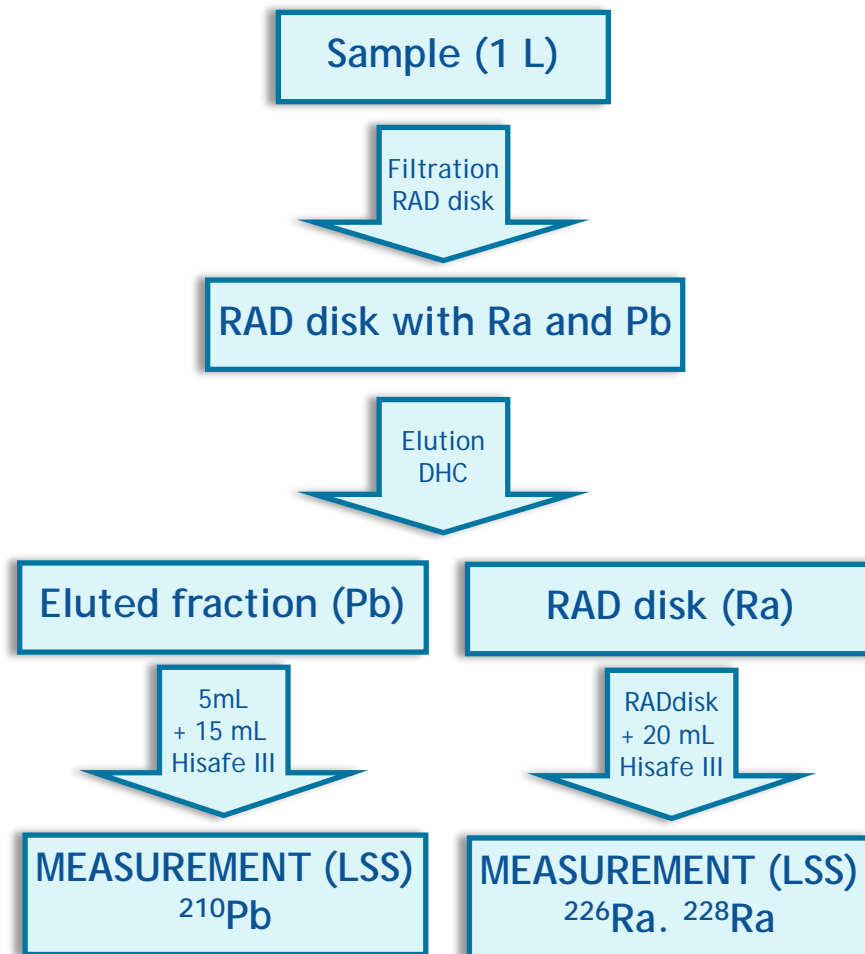 Sample (1 L)
Filtration
RAD disk
RAD disk with Ra and Pb
Elution
DHC
Eluted fraction (Pb)
RAD disk (Ra)
5mL
+ 15 mL
Hisafe III
RADdisk
+ 20 mL
Hisafe III
MEASUREMENT (LSS)
²¹⁰Pb
MEASUREMENT (LSS)
²²⁶Ra. ²²⁸Ra